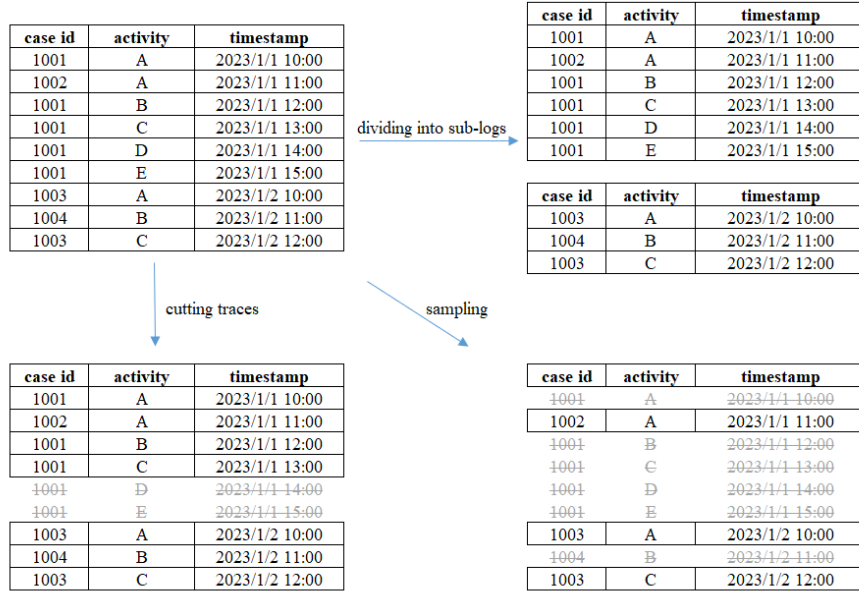 case id activity timestamp
1001 A 2023/1/1 10:00
1002 A 2023/1/1 11:00
1001 B 2023/1/1 12:00
1001 C 2023/1/1 13:00
1001 D 2023/1/1 14:00
1001 E 2023/1/1 15:00
1003 A 2023/1/2 10:00
1004 B 2023/1/2 11:00
1003 C 2023/1/2 12:00
dividing into sub-logs
case id activity timestamp
1001 A 2023/1/1 10:00
1002 A 2023/1/1 11:00
1001 B 2023/1/1 12:00
1001 C 2023/1/1 13:00
1001 D 2023/1/1 14:00
1001 E 2023/1/1 15:00
case id activity timestamp
1003 A 2023/1/2 10:00
1004 B 2023/1/2 11:00
1003 C 2023/1/2 12:00
cutting traces
sampling
case id activity timestamp
1001 A 2023/1/1 10:00
1002 A 2023/1/1 11:00
1001 B 2023/1/1 12:00
1001 C 2023/1/1 13:00
1001 D 2023/1/1 14:00
1001 E 2023/1/1 15:00
1003 A 2023/1/2 10:00
1004 B 2023/1/2 11:00
1003 C 2023/1/2 12:00
case id activity timestamp
1001 A 2023/1/1 10:00
1002 A 2023/1/1 11:00
1001 B 2023/1/1 12:00
1001 C 2023/1/1 13:00
1001 D 2023/1/1 14:00
1001 E 2023/1/1 15:00
1003 A 2023/1/2 10:00
1004 B 2023/1/2 11:00
1003 C 2023/1/2 12:00